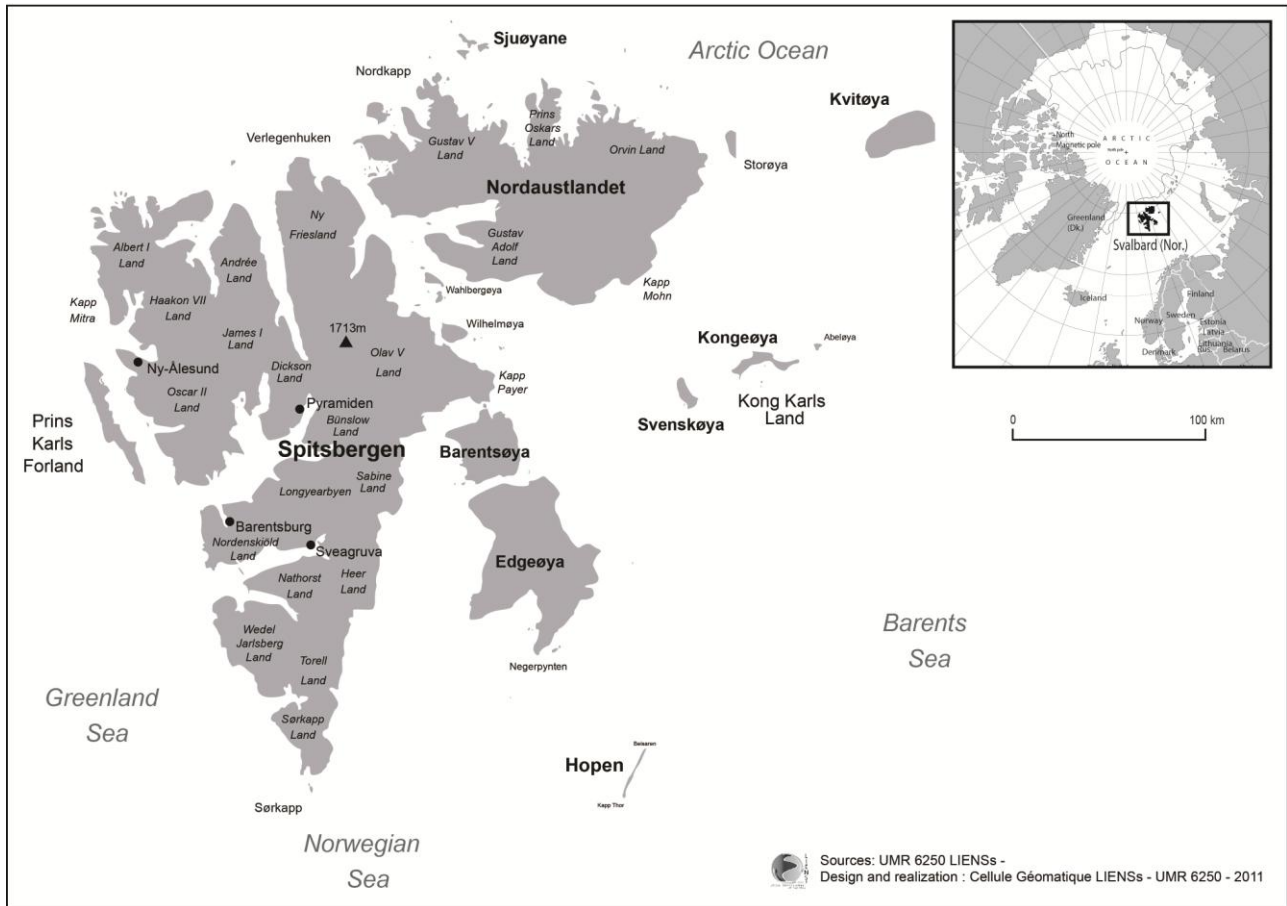 Sjuøyane
Arctic Ocean
Nordkapp
Kvitøya
Verlegenhuken
Prins
Oskars
Land
Gustav V
Land
Orvin Land
Storøya
Nordaustlandet
Ny
Friesland
Gustav
Adolf
Land
Albert I
Land
Andrée
Land
Kapp
Mohn
Wahlbergøya
Kapp
Mitra
Haakon VII
Land
James I
Land
1713m
Wilhelmøya
Olav V
Land
Kongeøya
Abeløya
Ny-Ålesund
Dickson
Land
Kapp
Payer
Oscar II
Land
Pyramiden
Kong Karls
Land
Svenskøya
Prins
Karls
Forland
Bünslow
Land
Spitsbergen
Barentsøya
Sabine
Land
Longyearbyen
Barentsburg
Nordenskiöld
Land
Sveagruva
Edgeøya
Nathorst
Land
Heer
Land
Wedel
Jarlsberg
Land
Torell
Land
Negerpynten
Barents
Sea
Greenland
Sea
Sørkapp
Land
Hopen
Beisaren
Kapp Thor
Sørkapp
Norwegian
Sea
North
Magnetic pole
ARCTIC
North pole
OCEAN
Greenland
(Dk.)
Svalbard (Nor.)
Iceland
Finland
Norway
Sweden
Estonia
Latvia
Lithuania
Rus.
Belarus
Denmark
0 100 km
Sources: UMR 6250 LIENSs -
Design and realization : Cellule Géomatique LIENSs - UMR 6250 - 2011